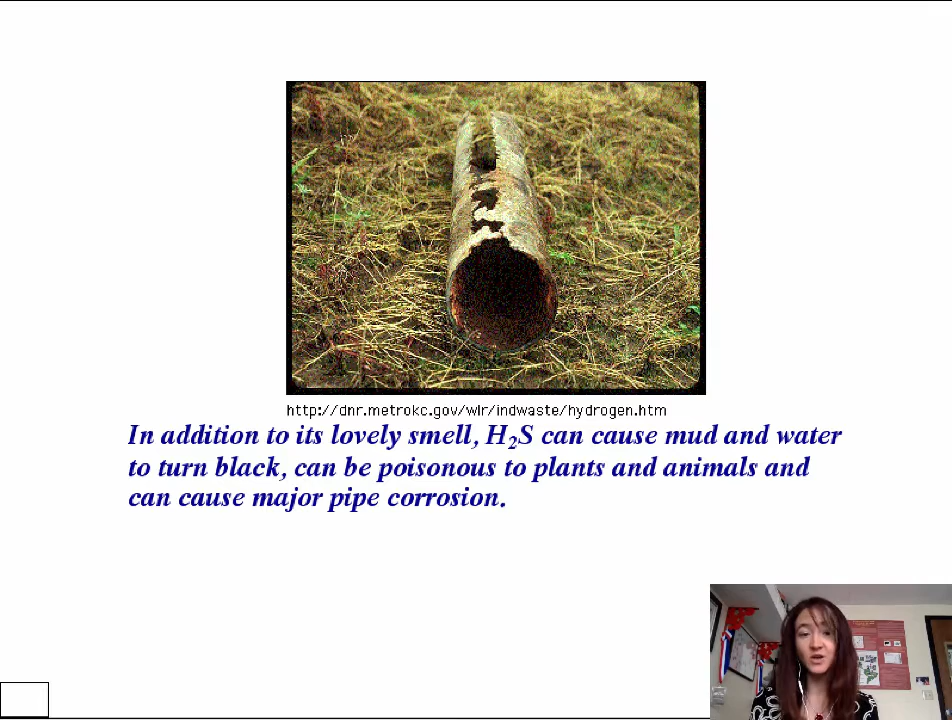 http://dnr.metrokc.gov/wlr/indwaste/hydrogen.htm
In addition to its lovely smell, H₂S can cause mud and water
to turn black, can be poisonous to plants and animals and
can cause major pipe corrosion.